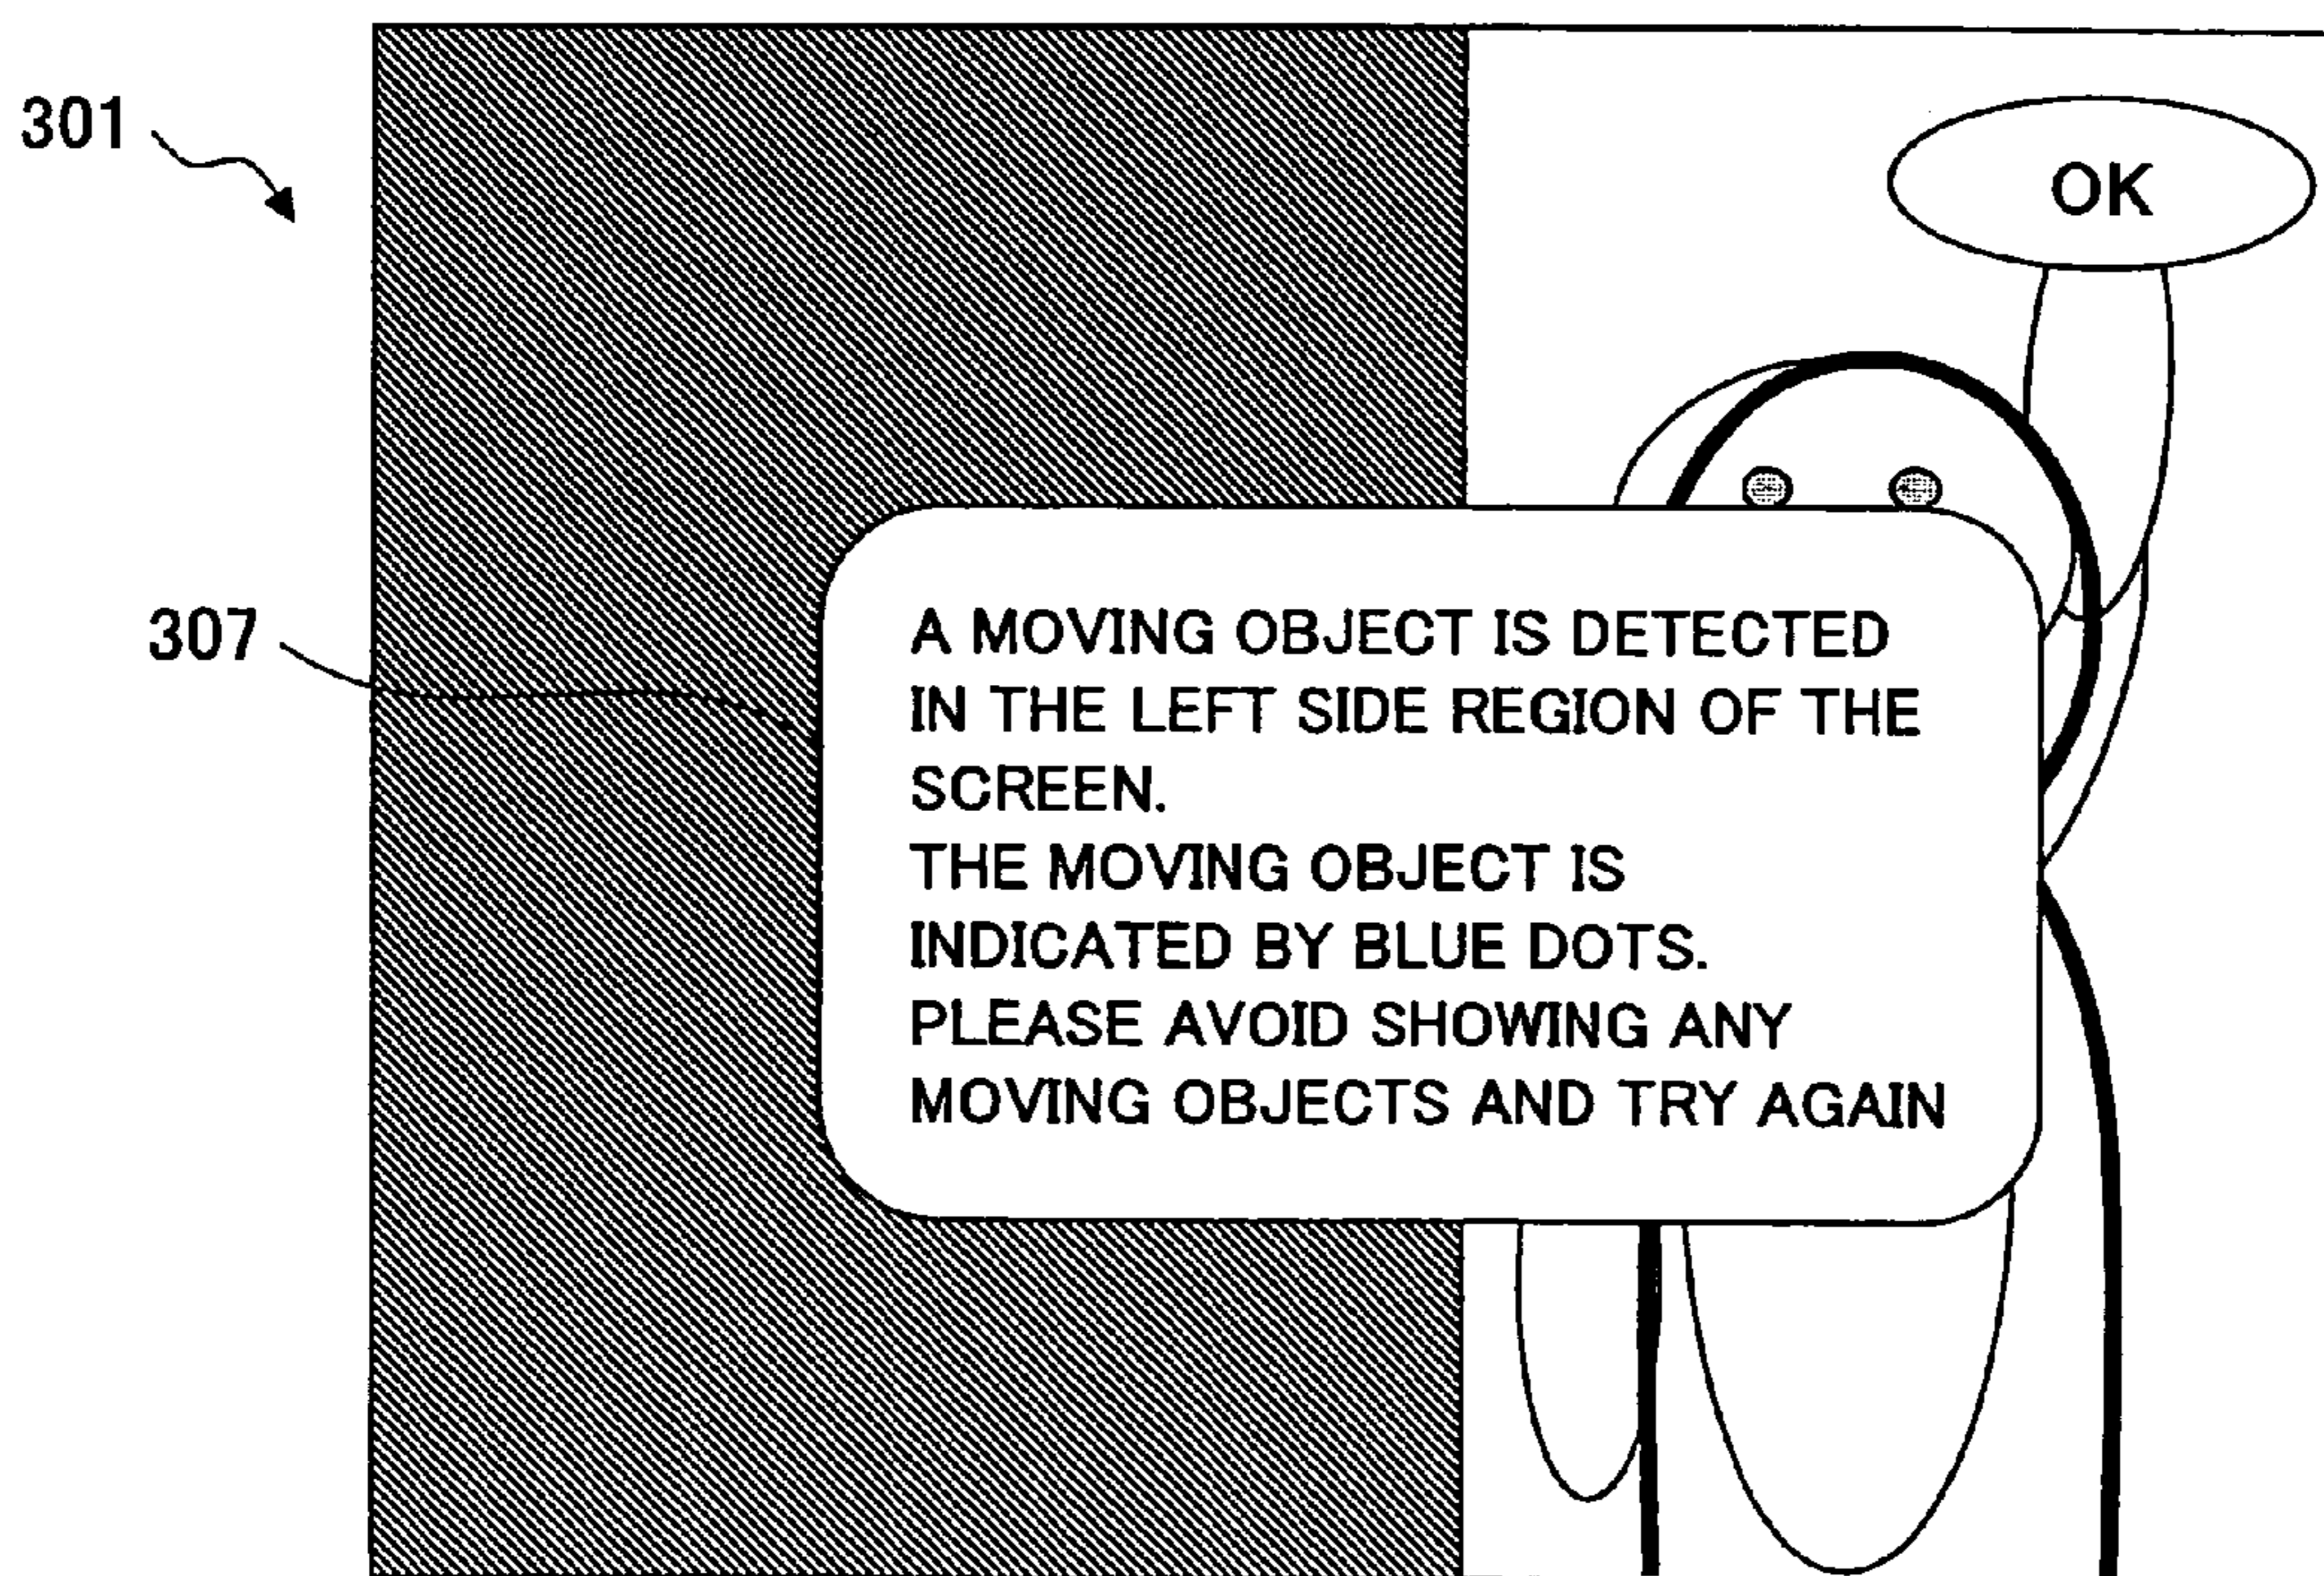 301
OK
307
A MOVING OBJECT IS DETECTED
IN THE LEFT SIDE REGION OF THE
SCREEN.
THE MOVING OBJECT IS
INDICATED BY BLUE DOTS.
PLEASE AVOID SHOWING ANY
MOVING OBJECTS AND TRY AGAIN